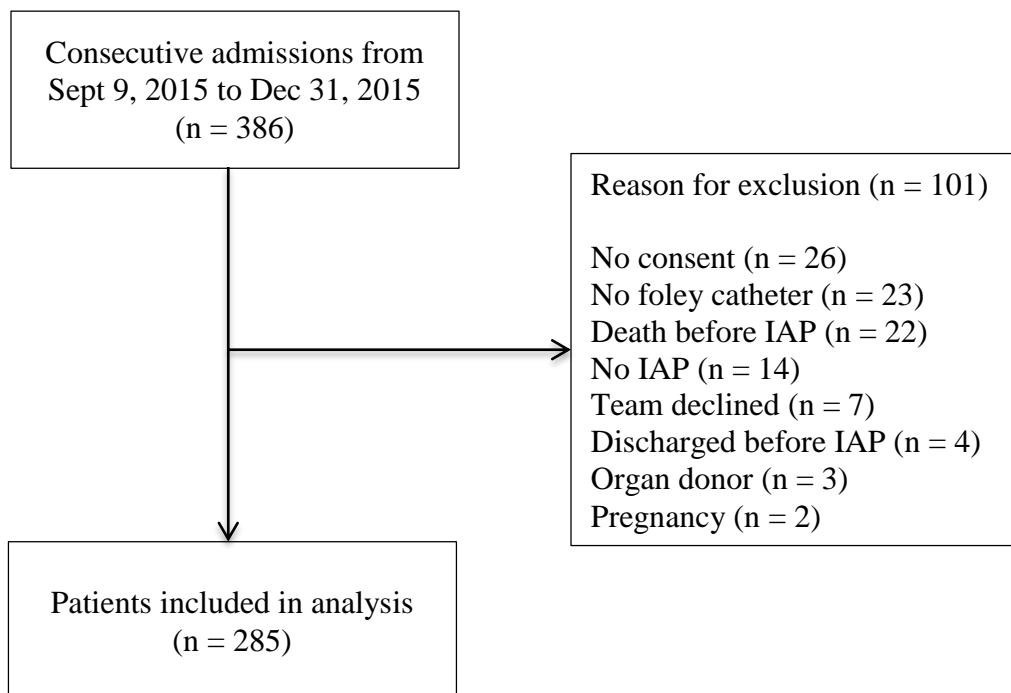 Consecutive admissions from
Sept 9, 2015 to Dec 31, 2015
(n = 386)
Reason for exclusion (n = 101)
No consent (n = 26)
No foley catheter (n = 23)
Death before IAP (n = 22)
No IAP (n = 14)
Team declined (n = 7)
Discharged before IAP (n = 4)
Organ donor (n = 3)
Pregnancy (n = 2)
Patients included in analysis
(n = 285)